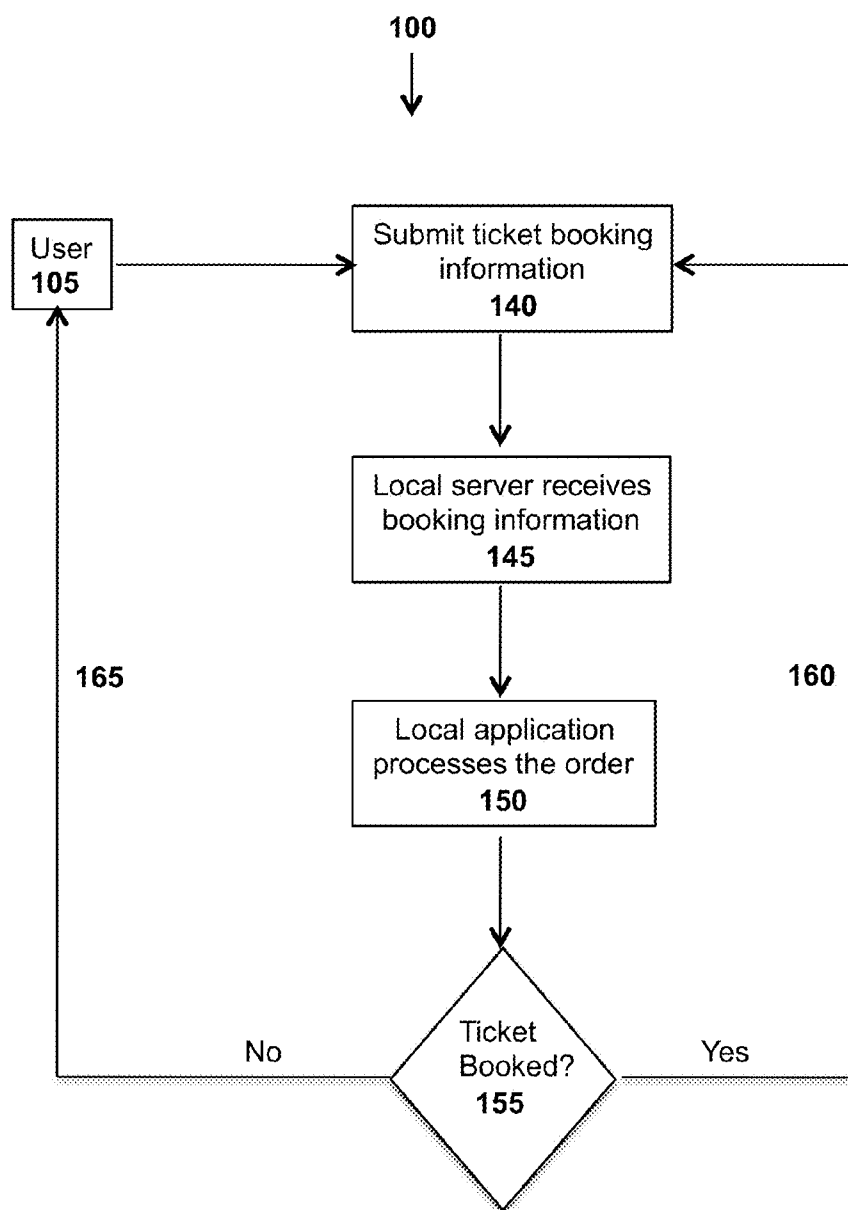 100
User
105
Submit ticket booking
information
140
Local server receives
booking information
145
165
160
Local application
processes the order
150
No
Ticket
Booked?
155
Yes